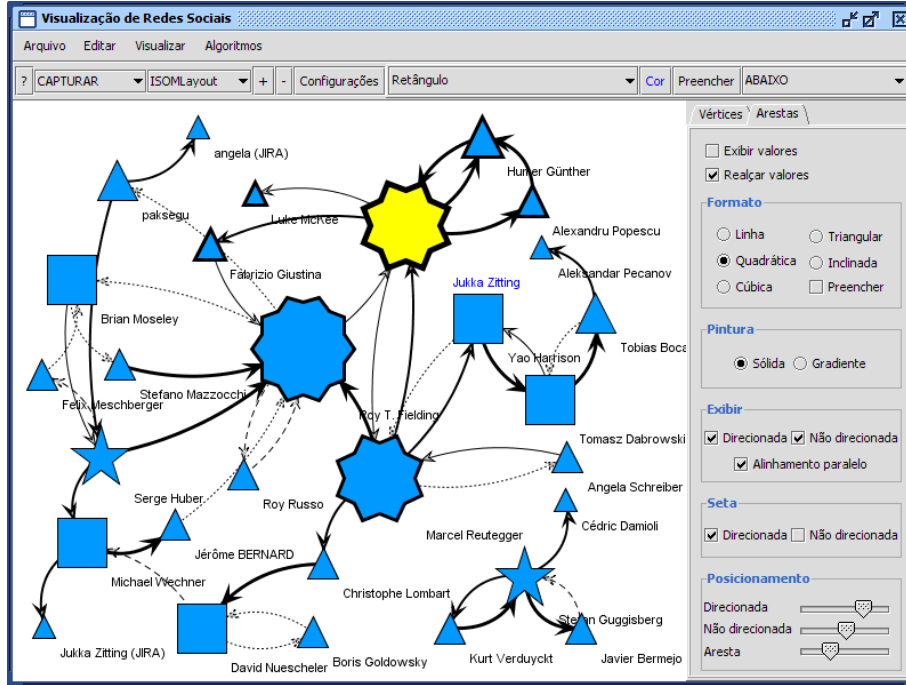 Visualização de Redes Sociais
Arquivo Editar Visualizar Algoritmos
? CAPTURAR ISOMLayout + - Configurações Retângulo Cor Preencher ABAIXO
Vértices Arestas
Exibir valores
Realçar valores
Formato
Linha Triangular
Quadrática Inclinada
Cúbica Preencher
Pintura
Sólida Gradiente
Exibir
Direcionada Não direcionada
Alinhamento paralelo
Seta
Direcionada Não direcionada
Posicionamento
Direcionada
Não direcionada
Aresta
angela (JIRA)
Humer Günther
paksegu
Luke McKee
Alexandru Popescu
Fabrizio Giustina
Aleksandar Pecanov
Jukka Zitting
Brian Moseley
Tobias Boca
Yao Harrison
Stefano Mazzocchi
Felix Meschberger
Roy T. Fielding
Tomasz Dabrowski
Angela Schreiber
Serge Huber
Roy Russo
Cédric Damioli
Marcel Reutegger
Jérôme BERNARD
Michael Wechner
Christophe Lombart
Stefan Guggisberg
Jukka Zitting (JIRA)
David Nuescheler
Boris Goldowsky
Kurt Verduyckt
Javier Bermejo